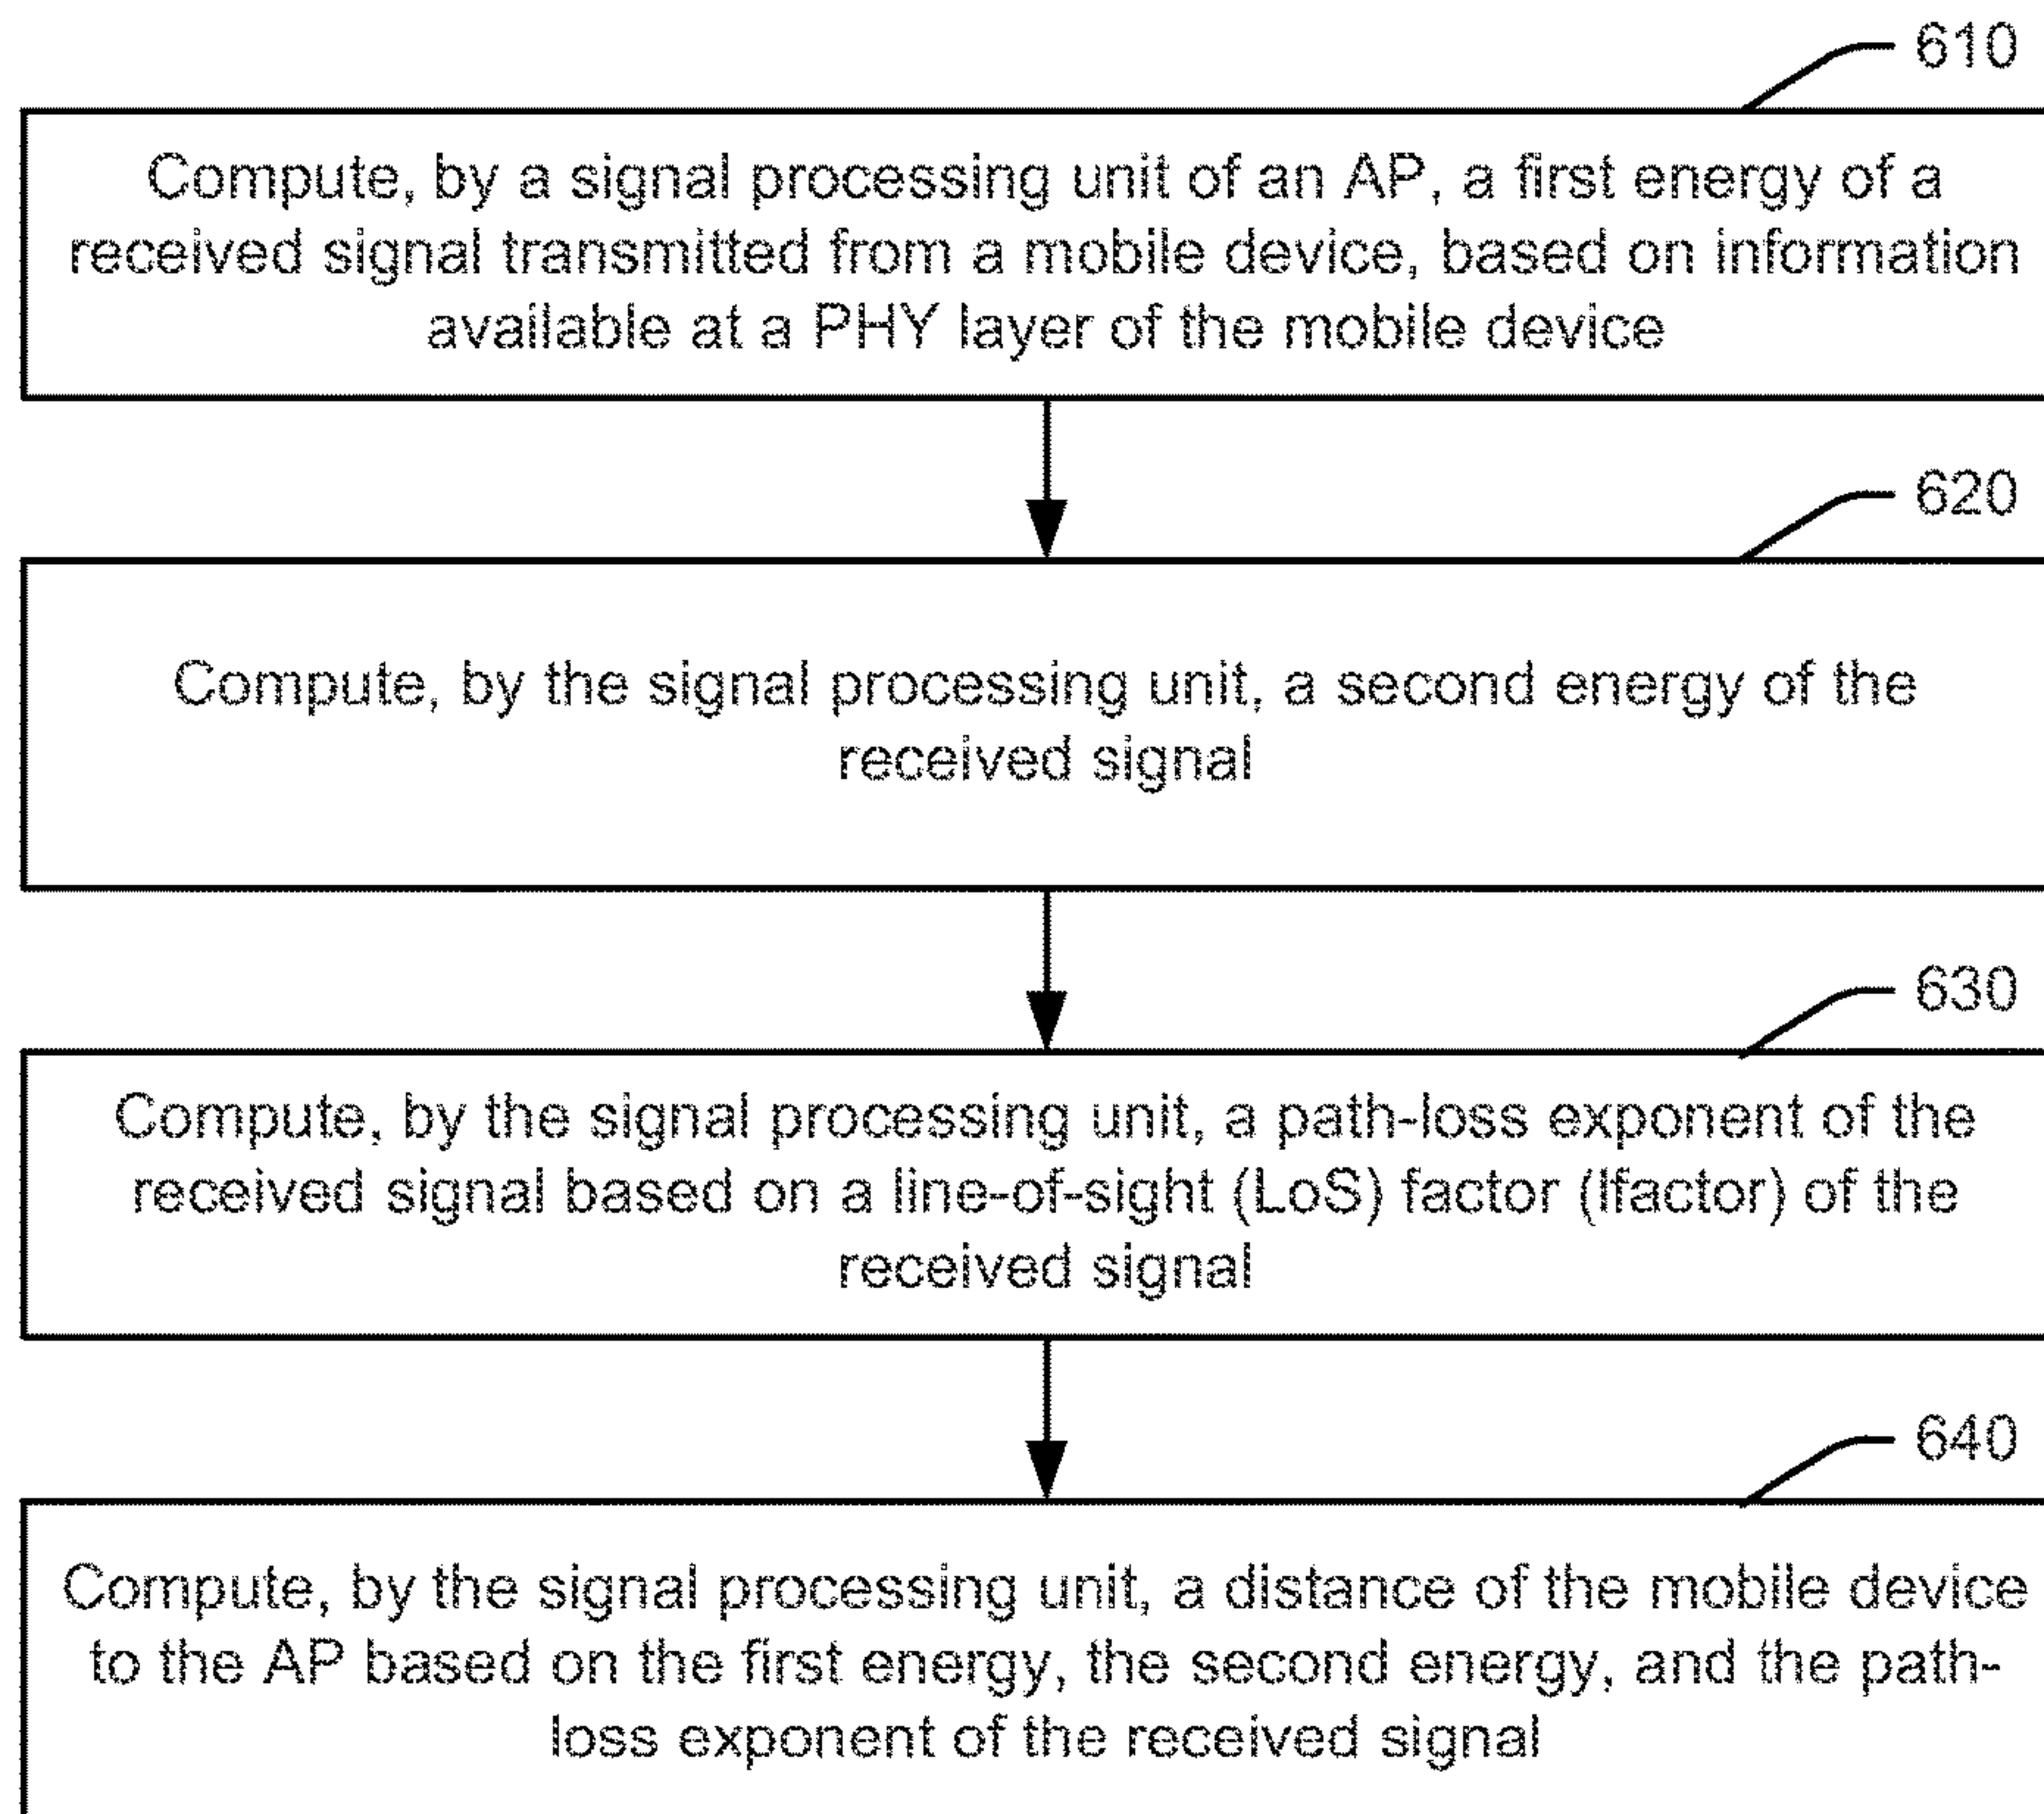 610
Compute, by a signal processing unit of an AP, a first energy of a
received signal transmitted from a mobile device, based on information
available at a PHY layer of the mobile device
620
Compute, by the signal processing unit, a second energy of the
received signal
630
Compute, by the signal processing unit, a path-loss exponent of the
received signal based on a line-of-sight (LoS) factor (lfactor) of the
received signal
640
Compute, by the signal processing unit, a distance of the mobile device
to the AP based on the first energy, the second energy, and the path-
loss exponent of the received signal